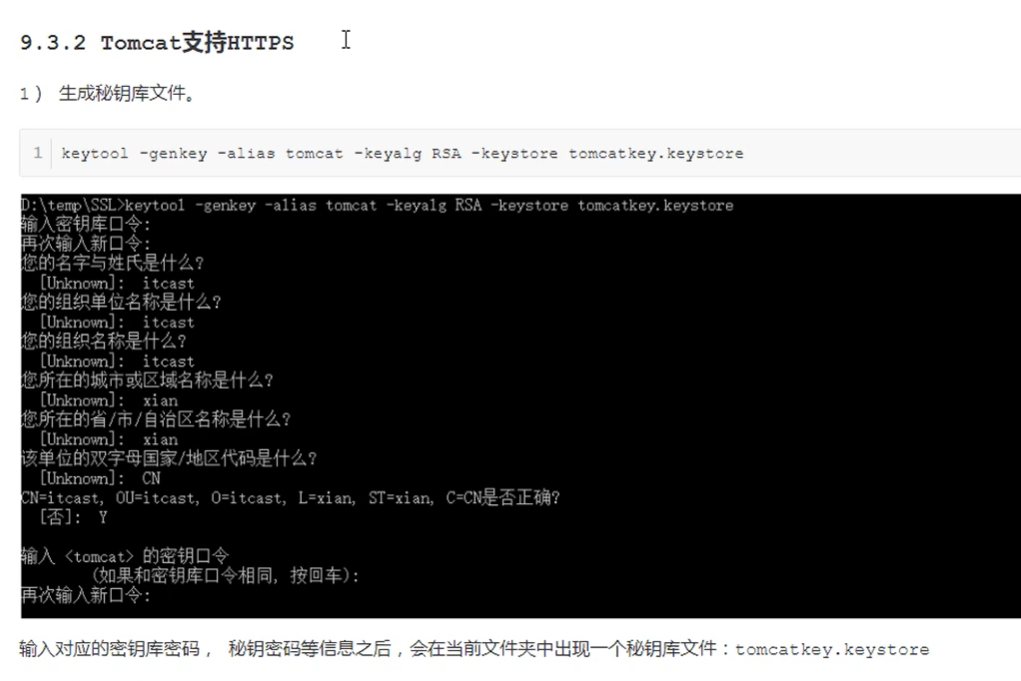 9.3.2 Tomcat支持HTTPS
1） 生成秘钥库文件。
1 keytool -genkey -alias tomcat -keyalg RSA -keystore tomcatkey.keystore
D:\temp\SSL>keytool -genkey -alias tomcat -keyalg RSA -keystore tomcatkey.keystore
输入密钥库口令:
再次输入新口令:
您的名字与姓氏是什么?
[Unknown]: itcast
您的组织单位名称是什么?
[Unknown]: itcast
您的组织名称是什么?
[Unknown]: itcast
您所在的城市或区域名称是什么?
[Unknown]: xian
您所在的省/市/自治区名称是什么?
[Unknown]: xian
该单位的双字母国家/地区代码是什么?
[Unknown]: CN
CN=itcast, OU=itcast, O=itcast, L=xian, ST=xian, C=CN是否正确?
[否]: Y
输入 <tomcat> 的密钥口令
(如果和密钥库口令相同, 按回车):
再次输入新口令:
输入对应的密钥库密码， 秘钥密码等信息之后，会在当前文件夹中出现一个秘钥库文件：tomcatkey.keystore